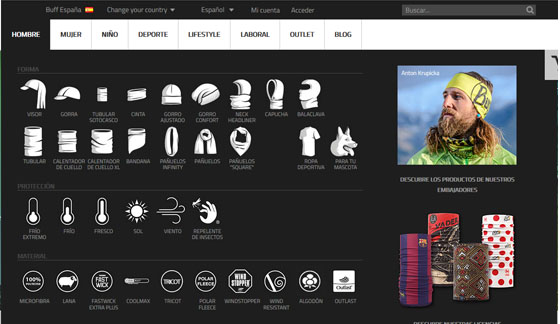 Buff España Change your country Español Mi cuenta Acceder Buscar...
HOMBRE MUJER NIÑO DEPORTE LIFESTYLE LABORAL OUTLET BLOG
FORMA
VISOR
GORRA
TUBULAR SOTOCASCO
CINTA
GORRO AJUSTADO
GORRO CONFORT
NECK HEADLINER
CAPUCHA
BALACLAVA
TUBULAR
CALENTADOR DE CUELLO
CALENTADOR DE CUELLO XL
BANDANA
PAÑUELOS INFINITY
PAÑUELOS
PAÑUELOS "SQUARE"
ROPA DEPORTIVA
PARA TU MASCOTA
PROTECCIÓN
FRÍO EXTREMO
FRÍO
FRESCO
SOL
VIENTO
REPELENTE DE INSECTOS
MATERIAL
100%
FAST WICK
TRICOT
POLAR FLEECE
WIND STOPPER
Outlast
MICROFIBRA
LANA
FASTWICK EXTRA PLUS
COOLMAX
TRICOT
POLAR FLEECE
WINDSTOPPER
WIND RESISTANT
ALGODÓN
OUTLAST
Anton Krupicka
DESCUBRE LOS PRODUCTOS DE NUESTROS
EMBAJADORES
DESCUBRE NUESTRAS LICENCIAS